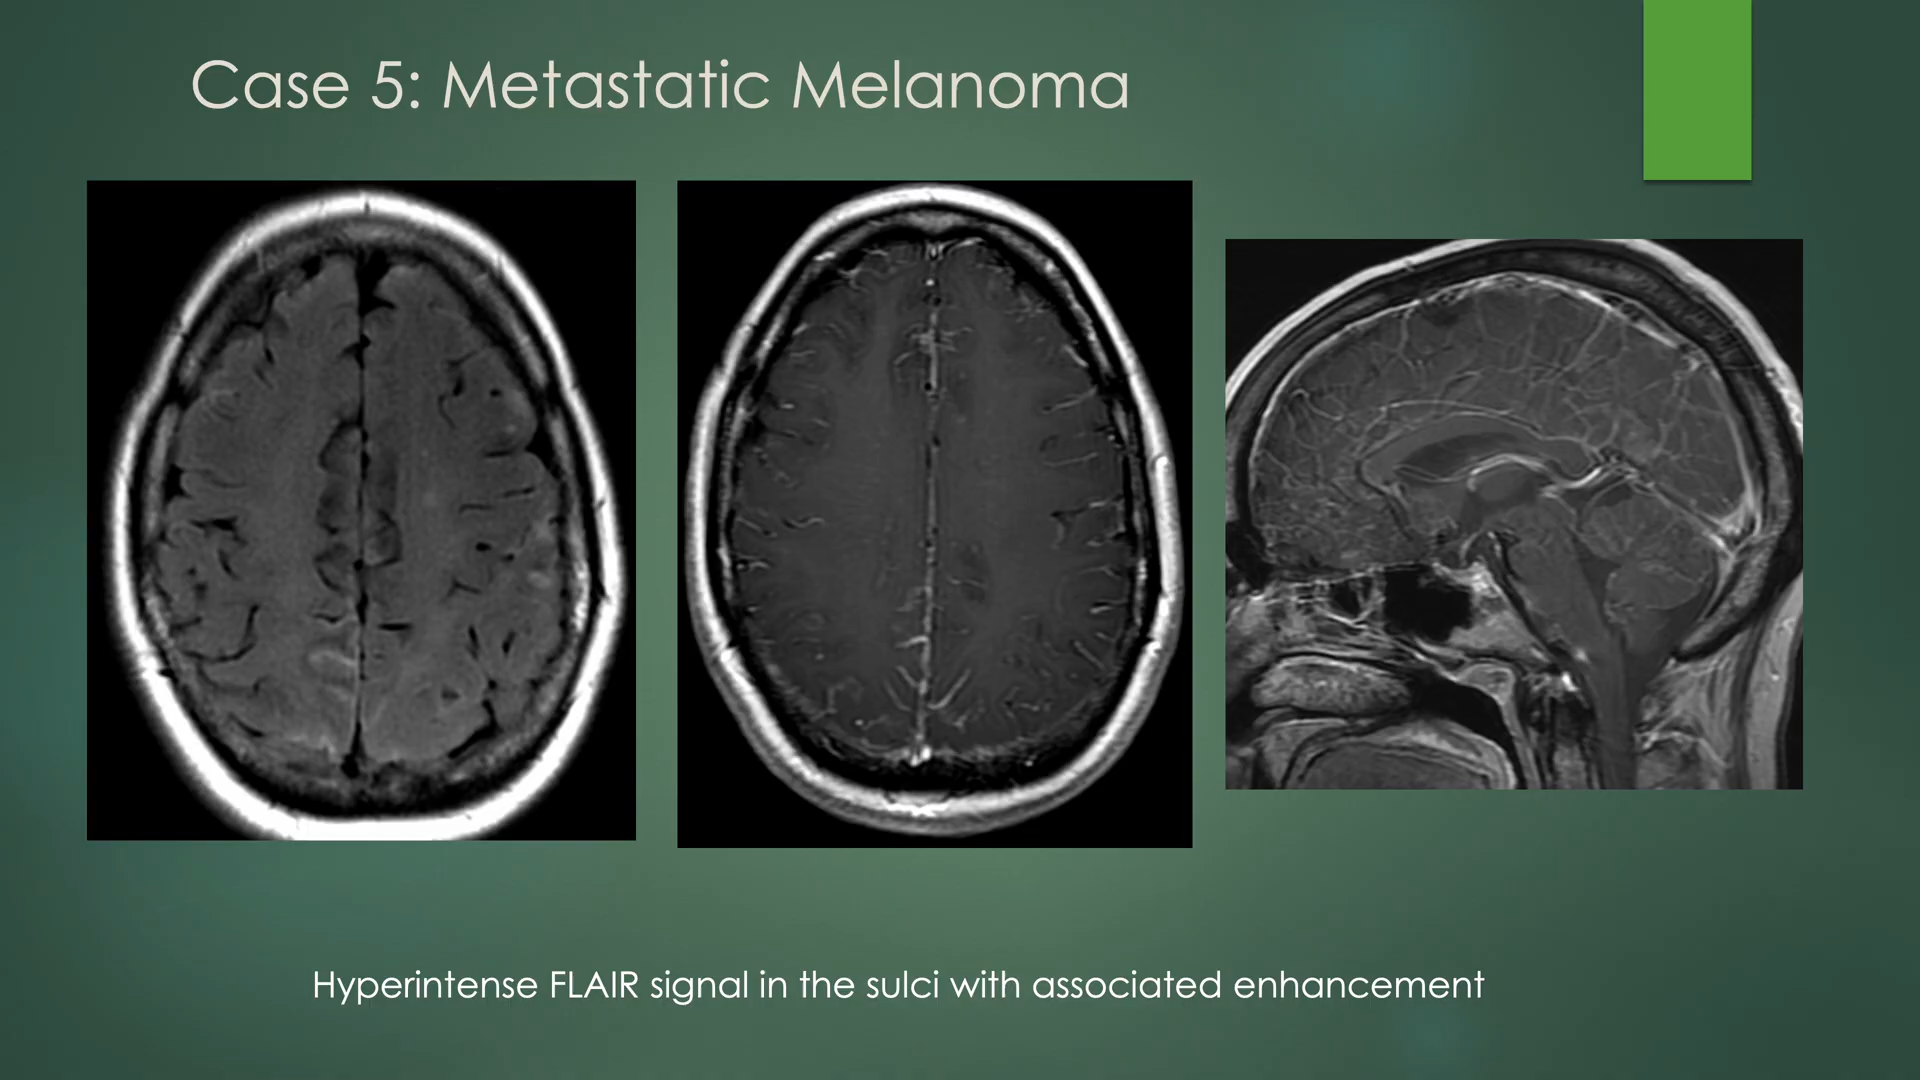 Case 5: Metastatic Melanoma
Hyperintense FLAIR signal in the sulci with associated enhancement